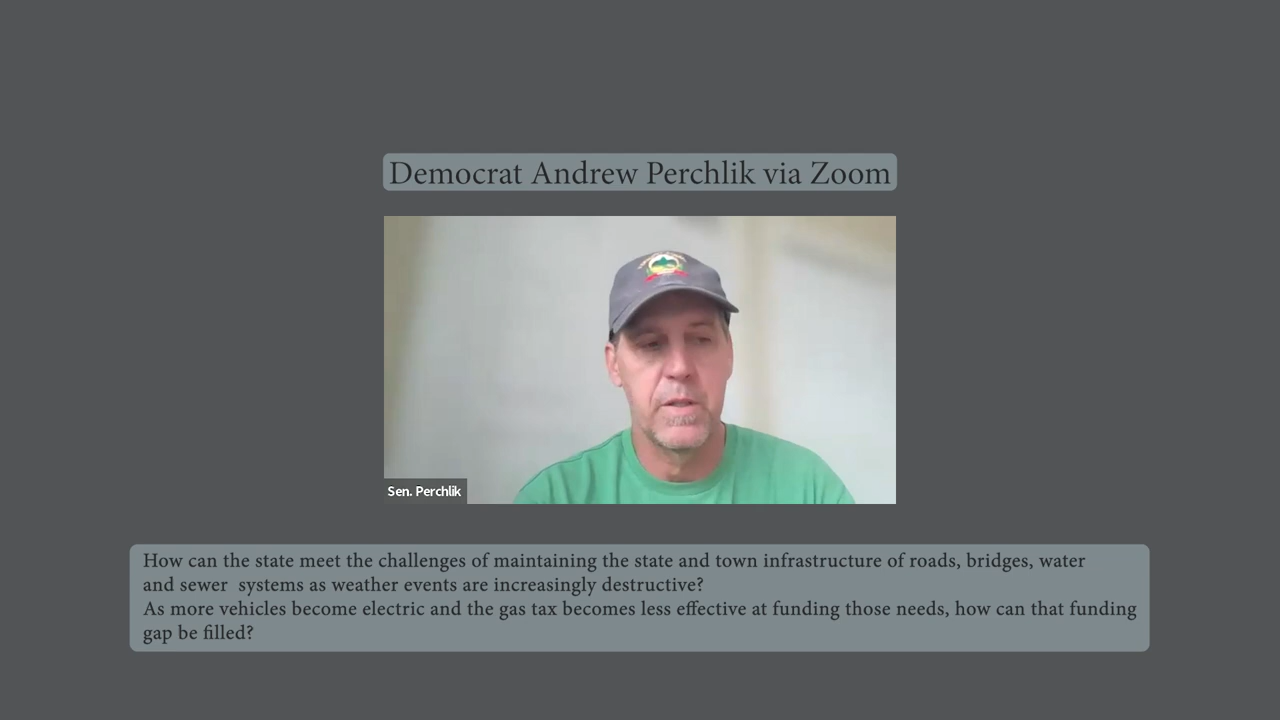 Democrat Andrew Perchlik via Zoom
Sen. Perchlik
How can the state meet the challenges of maintaining the state and town infrastructure of roads, bridges, water
and sewer  systems as weather events are increasingly destructive?
As more vehicles become electric and the gas tax becomes less effective at funding those needs, how can that funding
gap be filled?